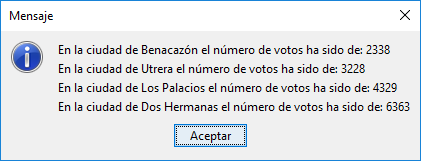 Mensaje
En la ciudad de Benacazón el número de votos ha sido de: 2338
En la ciudad de Utrera el número de votos ha sido de: 3228
En la ciudad de Los Palacios el número de votos ha sido de: 4329
En la ciudad de Dos Hermanas el número de votos ha sido de: 6363
Aceptar